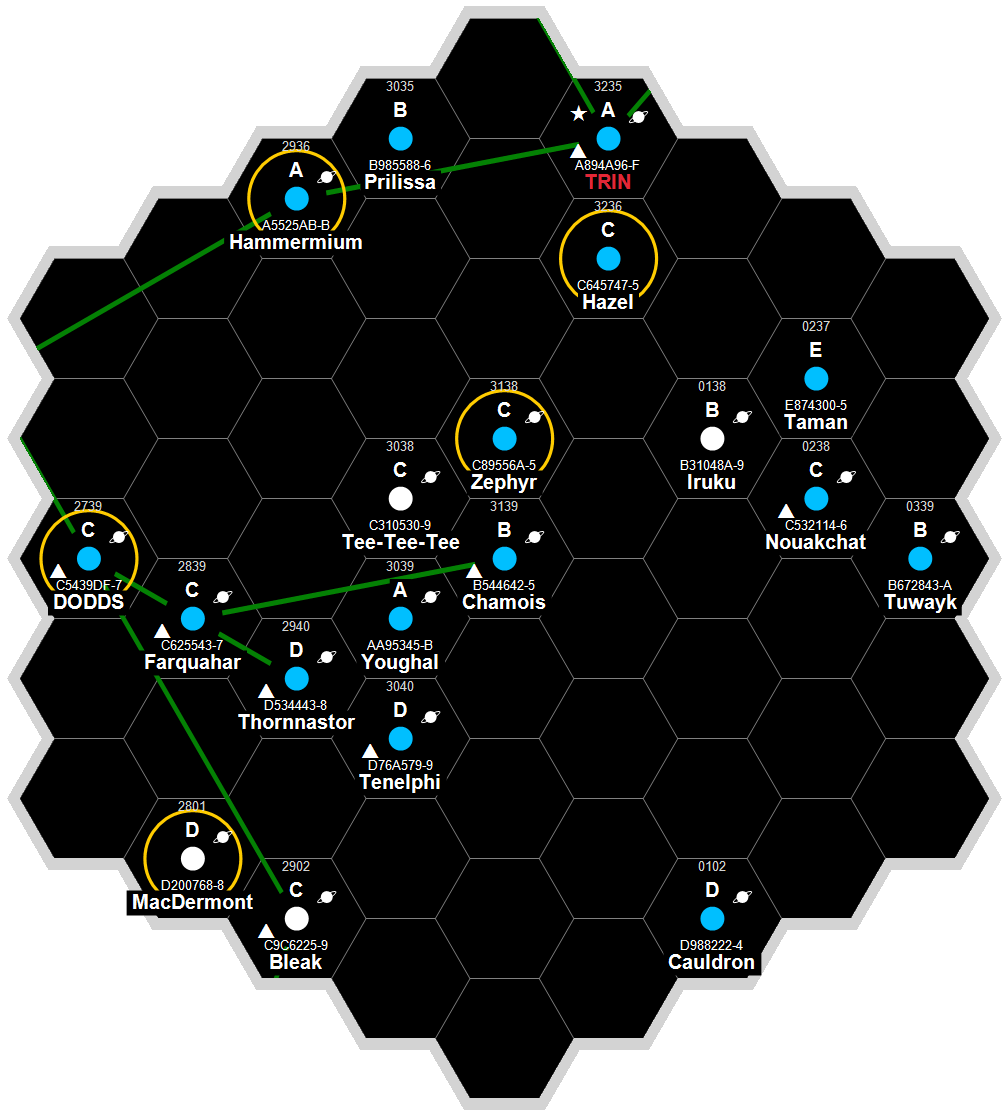 3035
B
B985588-6
Prilissa
3235
A
A894A96-F
TRIN
2936
A
A5525AB-B
Hammermium
3236
C
C645747-5
Hazel
0237
E
E874300-5
Taman
3138
C
C89556A-5
Zephyr
0138
B
B31048A-9
Iruku
3038
C
C310530-9
Tee-Tee-Tee
0238
C
C532114-6
Nouakchat
2739
C
C5439DF-7
DODDS
3139
B
B544642-5
Chamois
0339
B
B672843-A
Tuwayk
2839
C
C625543-7
Farquahar
3039
A
AA95345-B
Youghal
2940
D
D534443-8
Thornnastor
3040
D
D76A579-9
Tenelphi
2801
D
D200768-8
MacDermont
2902
C
C9C6225-9
Bleak
0102
D
D988222-4
Cauldron